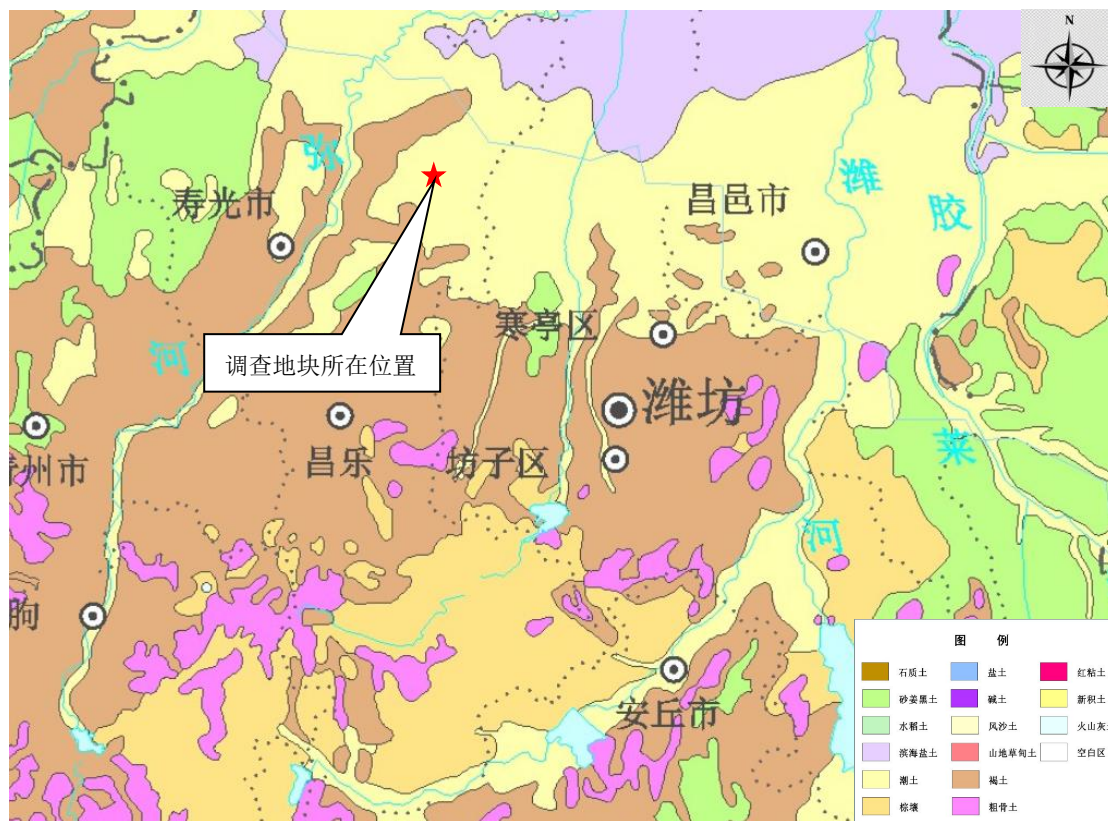 N
弥
寿光市
潍
昌邑市
胶
河
寒亭区
调查地块所在位置
潍坊
莱
州市
昌乐
坊子区
河
朐
安丘市
图 例
石质土
盐土
红粘土
砂姜黑土
碱土
新积土
水稻土
风沙土
火山灰
滨海盐土
山地草甸土
空白区
潮土
褐土
棕壤
粗骨土